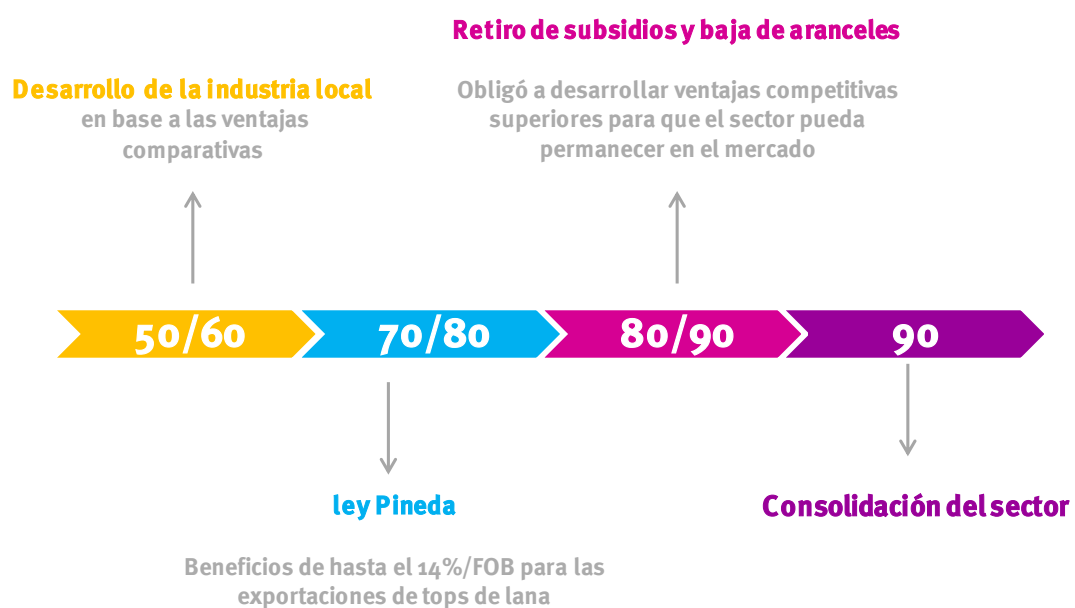 Retiro de subsidios y baja de aranceles
Obligó a desarrollar ventajas competitivas
superiores para que el sector pueda
permanecer en el mercado
Desarrollo de la industria local
en base a las ventajas
comparativas
50/60
70/80
80/90
90
ley Pineda
Beneficios de hasta el 14%/FOB para las
exportaciones de tops de lana
Consolidación del sector